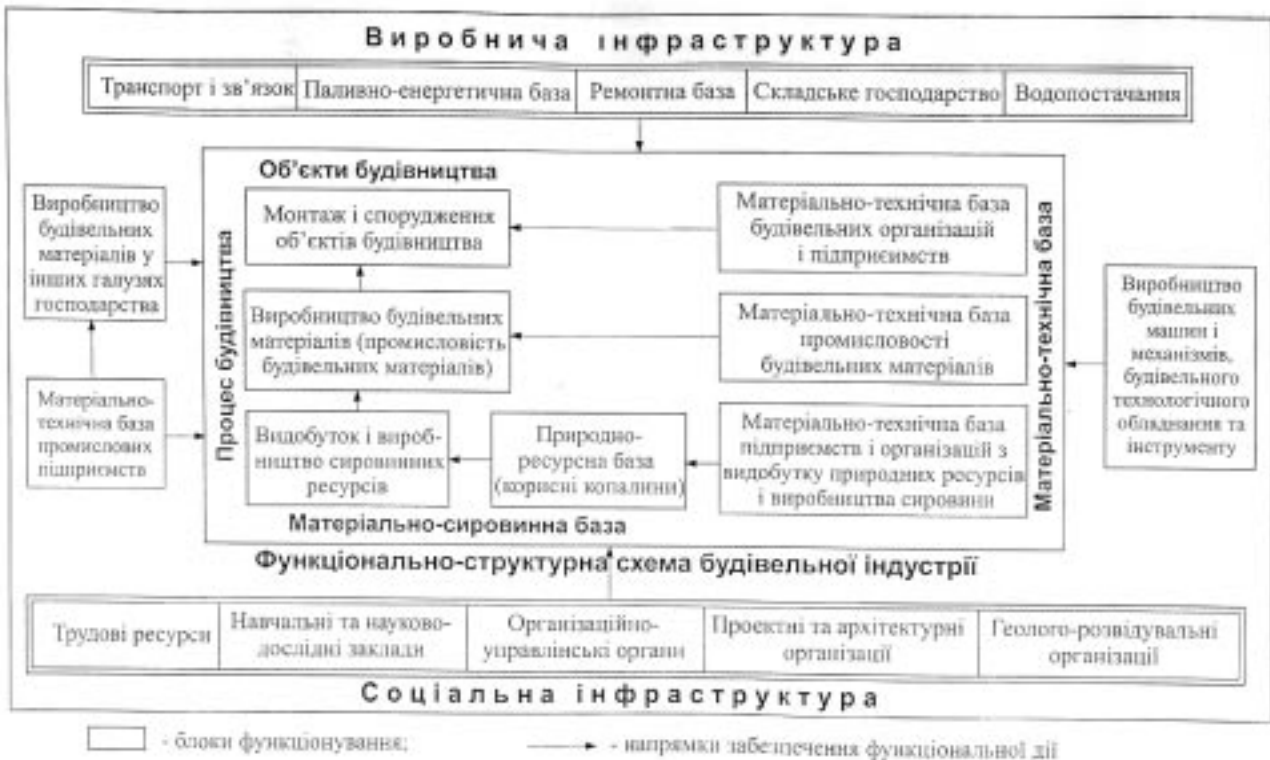 Виробнича інфраструктура
Транспорт і зв’язок
Паливно-енергетична база
Ремонтна база
Складське господарство
Водопостачання
Об’єкти будівництва
Виробництво
будівельних
матеріалів у
інших галузях
господарства
Матеріально-
технічна база
промислових
підприємств
Процес будівництва
Монтаж і спорудження
об’єктів будівництва
Матеріально-технічна база
будівельних організацій
і підприємств
Виробництво будівельних
матеріалів (промисловість
будівельних матеріалів)
Матеріально-технічна база
промисловості
будівельних матеріалів
Видобуток і вироб-
ництво сировинних
ресурсів
Природно-
ресурсна база
(корисні копалини)
Матеріально-технічна база
підприємств і організацій з
видобутку природних ресурсів
і виробництва сировини
Матеріально-технічна база
Виробництво
будівельних
машин і
механізмів,
будівельного
технологічного
обладнання та
інструменту
Матеріально-сировинна база
Функціонально-структурна схема будівельної індустрії
Трудові ресурси
Навчальні та науково-
дослідні заклади
Організаційно-
управлінські органи
Проектні та архітектурні
організації
Геолого-розвідувальні
організації
Соціальна інфраструктура
- блоки функціонування;
- напрямки забезпечення функціональної дії